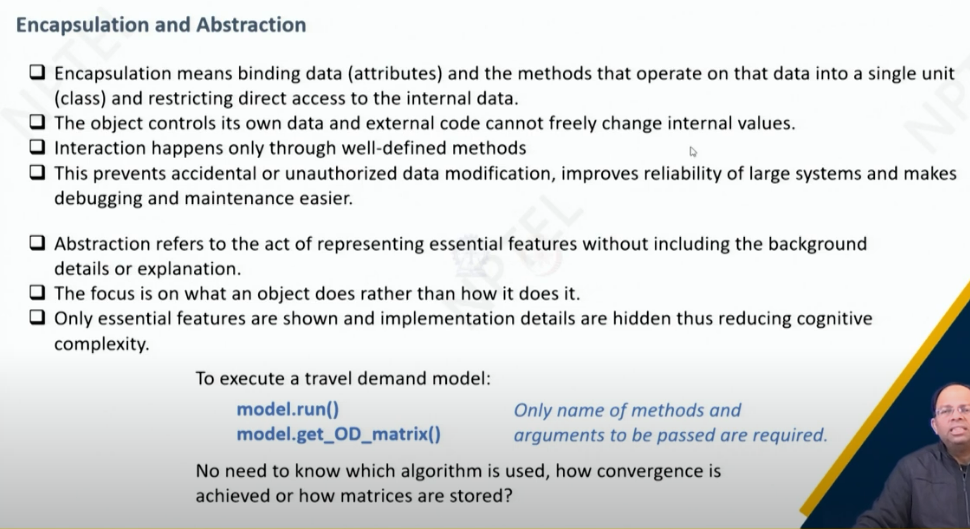 Encapsulation and Abstraction
❑ Encapsulation means binding data (attributes) and the methods that operate on that data into a single unit
(class) and restricting direct access to the internal data.
❑ The object controls its own data and external code cannot freely change internal values.
❑ Interaction happens only through well-defined methods
❑ This prevents accidental or unauthorized data modification, improves reliability of large systems and makes
debugging and maintenance easier.
❑ Abstraction refers to the act of representing essential features without including the background
details or explanation.
❑ The focus is on what an object does rather than how it does it.
❑ Only essential features are shown and implementation details are hidden thus reducing cognitive
complexity.
To execute a travel demand model:
model.run() Only name of methods and
model.get_OD_matrix() arguments to be passed are required.
No need to know which algorithm is used, how convergence is
achieved or how matrices are stored?
NPTEL